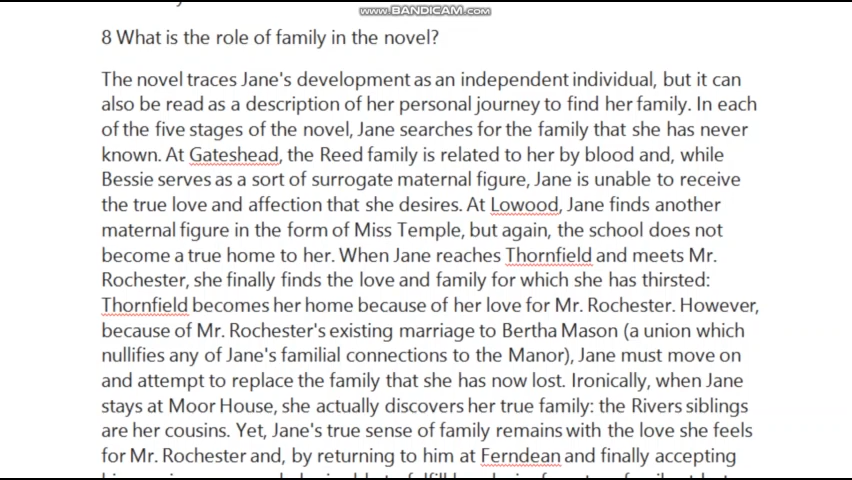 WWW.BANDICAM.COM
8 What is the role of family in the novel?
The novel traces Jane's development as an independent individual, but it can
also be read as a description of her personal journey to find her family. In each
of the five stages of the novel, Jane searches for the family that she has never
known. At Gateshead, the Reed family is related to her by blood and, while
Bessie serves as a sort of surrogate maternal figure, Jane is unable to receive
the true love and affection that she desires. At Lowood, Jane finds another
maternal figure in the form of Miss Temple, but again, the school does not
become a true home to her. When Jane reaches Thornfield and meets Mr.
Rochester, she finally finds the love and family for which she has thirsted:
Thornfield becomes her home because of her love for Mr. Rochester. However,
because of Mr. Rochester's existing marriage to Bertha Mason (a union which
nullifies any of Jane's familial connections to the Manor), Jane must move on
and attempt to replace the family that she has now lost. Ironically, when Jane
stays at Moor House, she actually discovers her true family: the Rivers siblings
are her cousins. Yet, Jane's true sense of family remains with the love she feels
for Mr. Rochester and, by returning to him at Ferndean and finally accepting